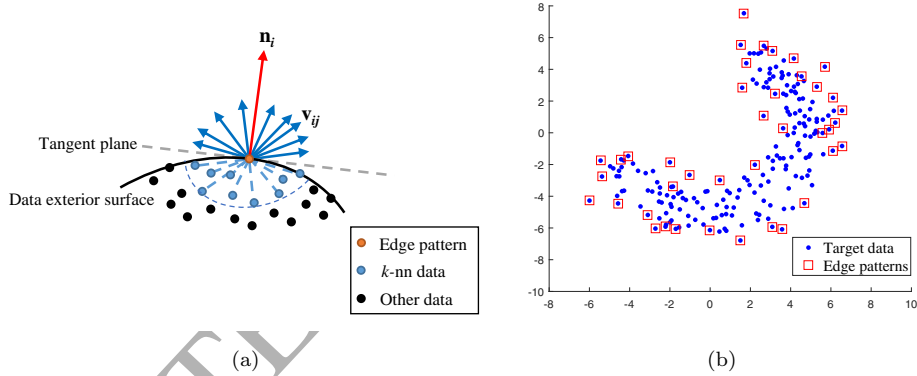 n_i
v_ij
Tangent plane
Data exterior surface
Edge pattern
k-nn data
Other data
(a)
8
6
4
2
0
-2
-4
-6
-8
-10
-8
-6
-4
-2
0
2
4
6
8
10
Target data
Edge patterns
(b)